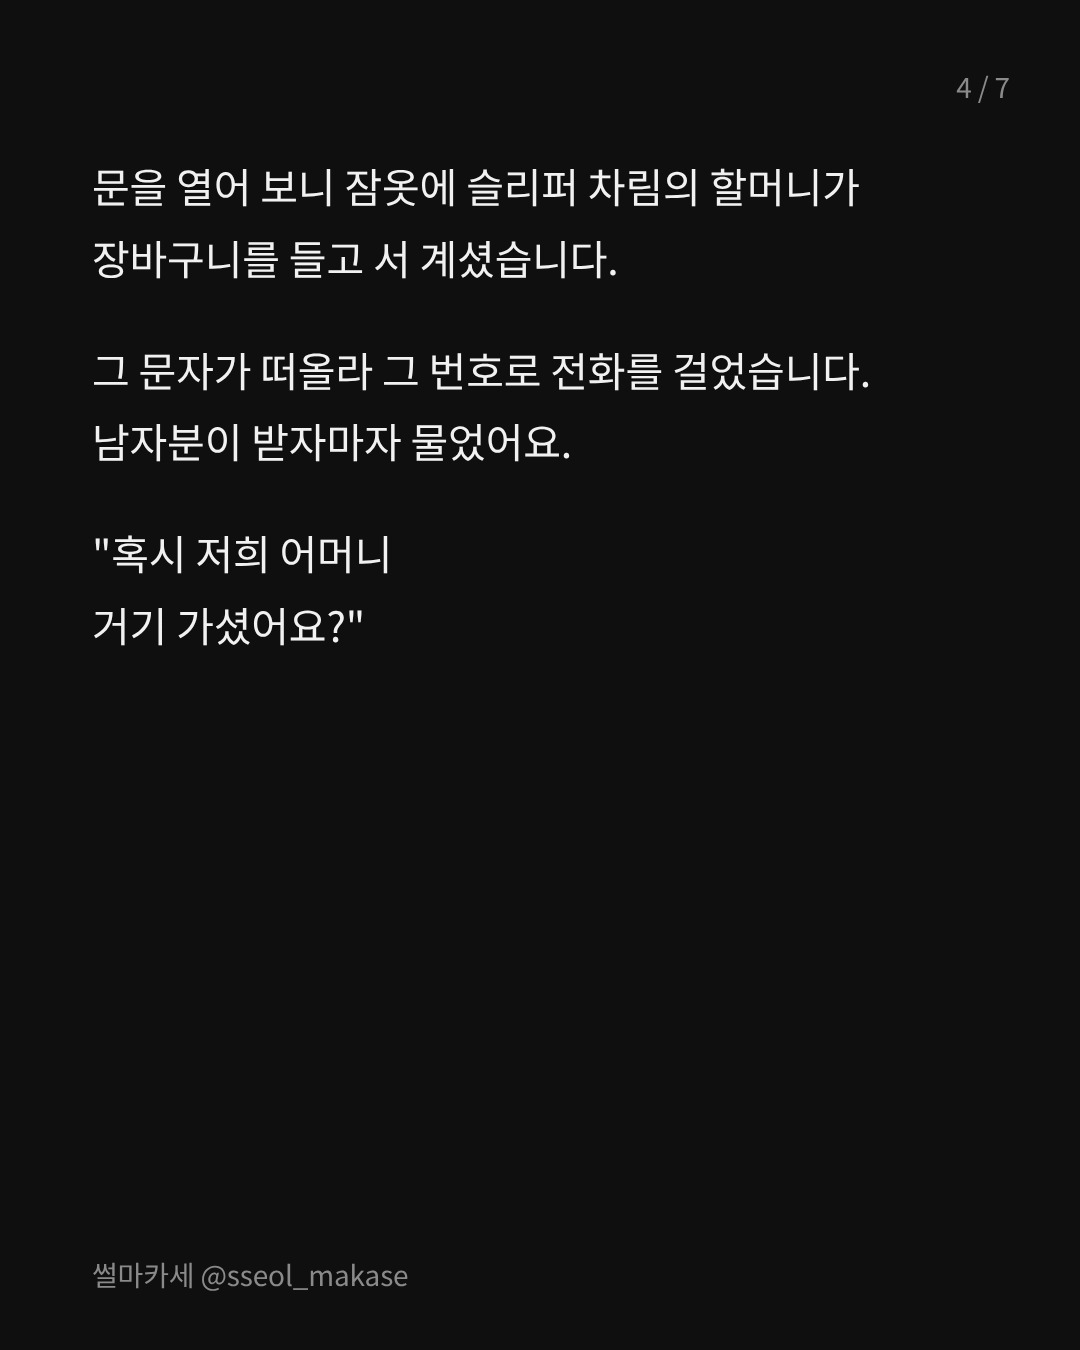 4 / 7
문을 열어 보니 잠옷에 슬리퍼 차림의 할머니가
장바구니를 들고 서 계셨습니다.
그 문자가 떠올라 그 번호로 전화를 걸었습니다.
남자분이 받자마자 물었어요.
"혹시 저희 어머니
거기 가셨어요?"
썰마카세 @sseol_makase